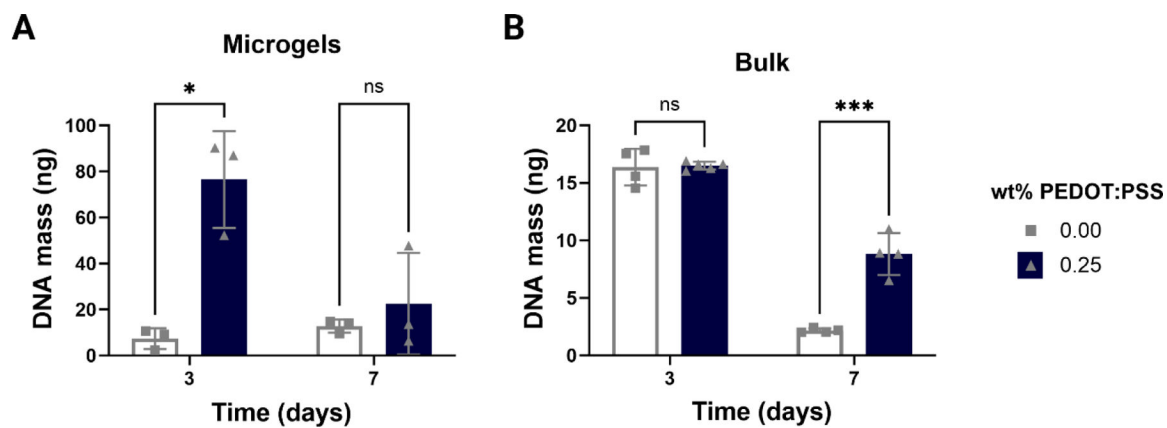 A
Microgels
*
ns
DNA mass (ng)
100
80
60
40
20
0
3
7
Time (days)
B
Bulk
ns
***
DNA mass (ng)
20
15
10
5
0
3
7
Time (days)
wt% PEDOT:PSS
0.00
0.25